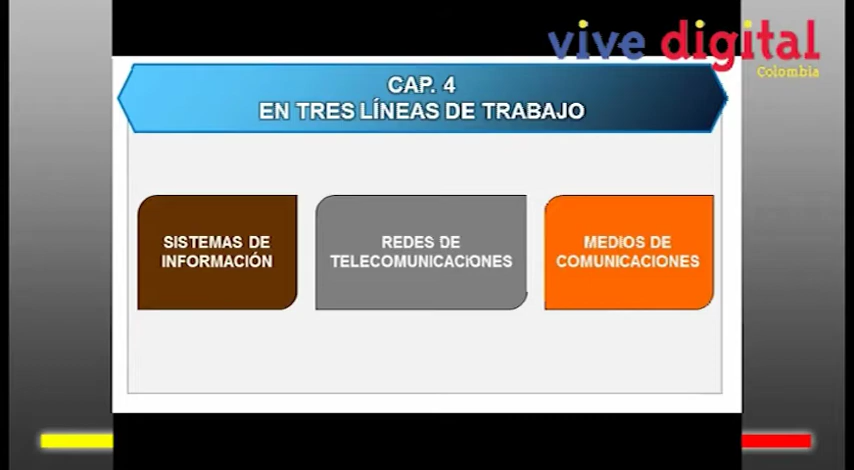 vive digital
Colombia
CAP. 4
EN TRES LÍNEAS DE TRABAJO
SISTEMAS DE
INFORMACIÓN
REDES DE
TELECOMUNICACIONES
MEDIOS DE
COMUNICACIONES